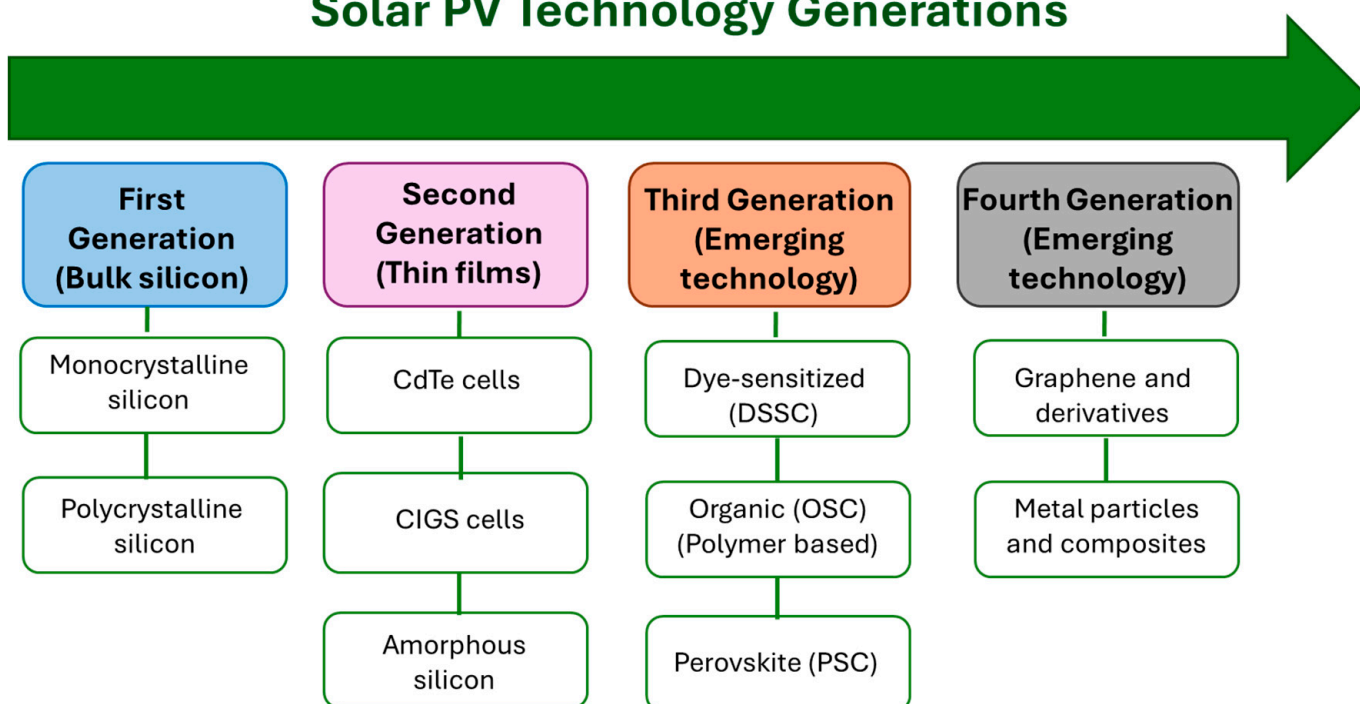 Solar PV Technology Generations
First
Generation
(Bulk silicon)
Monocrystalline
silicon
Polycrystalline
silicon
Second
Generation
(Thin films)
CdTe cells
CIGS cells
Amorphous
silicon
Third Generation
(Emerging
technology)
Dye-sensitized
(DSSC)
Organic (OSC)
(Polymer based)
Perovskite (PSC)
Fourth Generation
(Emerging
technology)
Graphene and
derivatives
Metal particles
and composites